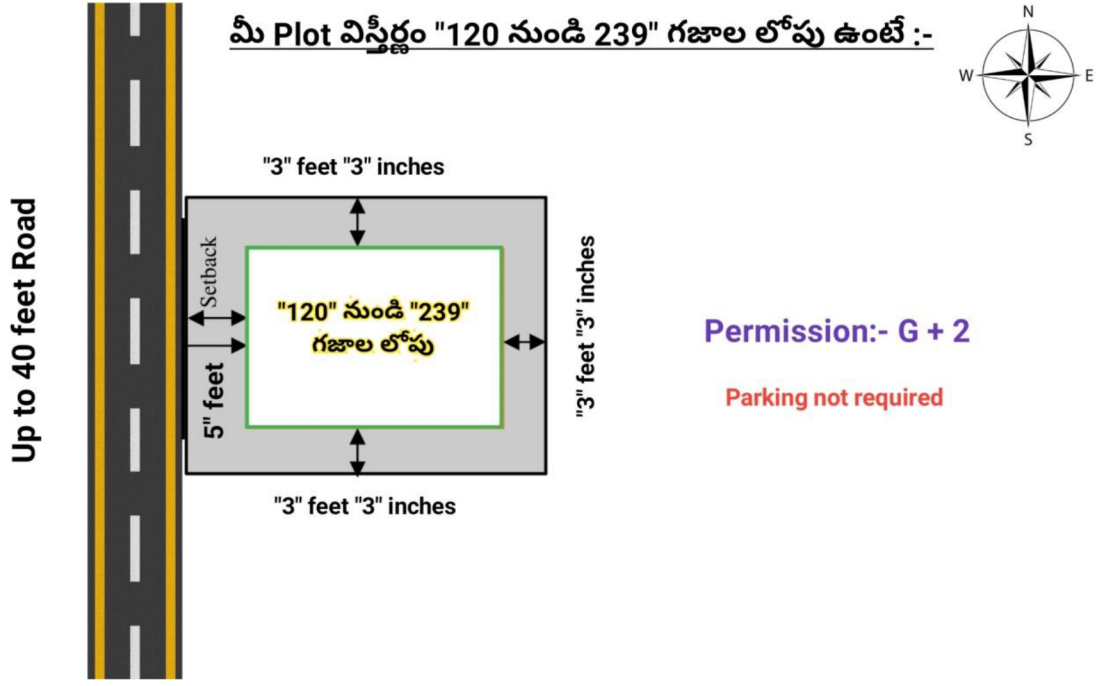 మీ Plot విస్తీర్ణం "120 నుండి 239" గజాల లోపు ఉంటే :-
N
W
E
S
"3" feet "3" inches
Up to 40 feet Road
Setback
5" feet
"120" నుండి "239"
గజాల లోపు
"3" feet "3" inches
Permission:- G + 2
Parking not required
"3" feet "3" inches